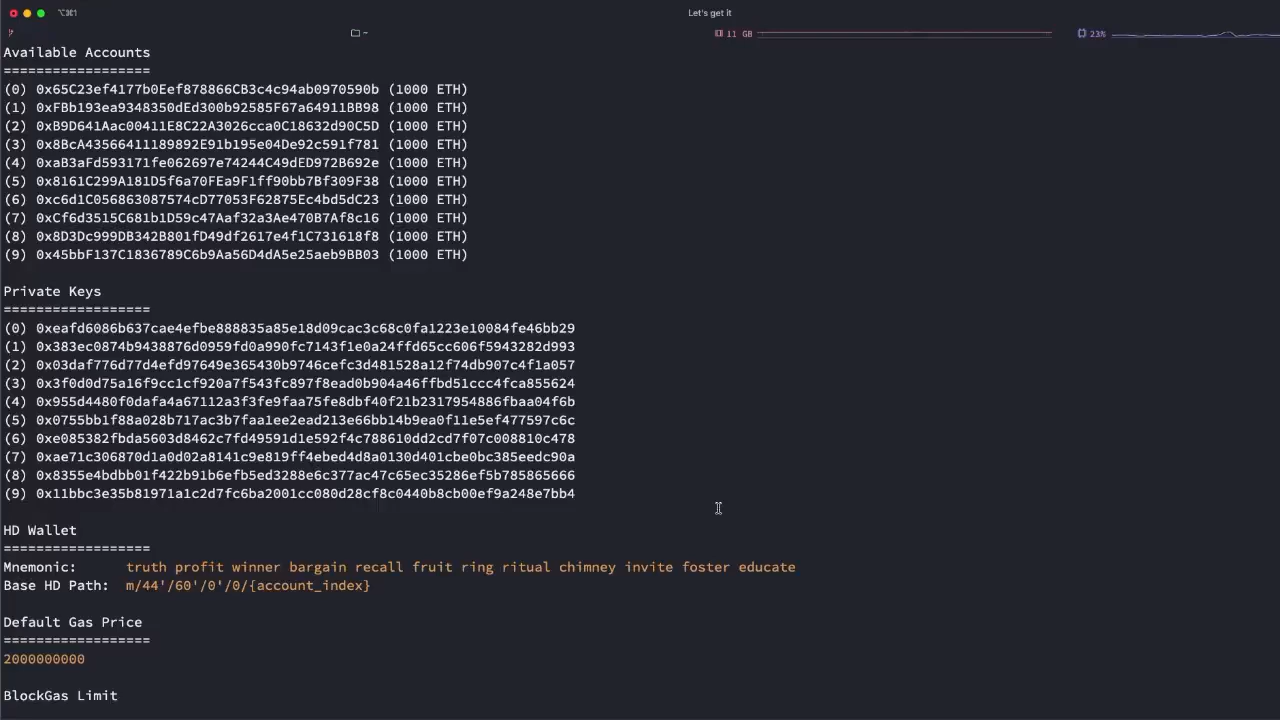 ⌥⌘1
Let's get it
~
11 GB
23%
Available Accounts
==================
(0) 0x65C23ef4177b0Eef878866CB3c4c94ab0970590b (1000 ETH)
(1) 0xFBb193ea9348350dEd300b92585F67a64911BB98 (1000 ETH)
(2) 0xB9D641Aac00411E8C22A3026cca0C18632d90C5D (1000 ETH)
(3) 0x8BcA43566411189892E91b195e04De92c591f781 (1000 ETH)
(4) 0xaB3aFd593171fe062697e74244C49dED972B692e (1000 ETH)
(5) 0x8161C299A181D5f6a70FEa9F1ff90bb7Bf309F38 (1000 ETH)
(6) 0xc6d1C056863087574cD77053F62875Ec4bd5dC23 (1000 ETH)
(7) 0xCf6d3515C681b1D59c47Aaf32a3Ae470B7Af8c16 (1000 ETH)
(8) 0x8D3Dc999DB342B801fD49df2617e4f1C731618f8 (1000 ETH)
(9) 0x45bbF137C1836789C6b9Aa56D4dA5e25aeb9BB03 (1000 ETH)
Private Keys
==================
(0) 0xeafd6086b637cae4efbe888835a85e18d09cac3c68c0fa1223e10084fe46bb29
(1) 0x383ec0874b9438876d0959fd0a990fc7143f1e0a24ffd65cc606f5943282d993
(2) 0x03daf776d77d4efd97649e365430b9746cefc3d481528a12f74db907c4f1a057
(3) 0x3f0d0d75a16f9cc1cf920a7f543fc897f8ead0b904a46ffbd51ccc4fca855624
(4) 0x955d4480f0dafa4a67112a3f3fe9faa75fe8dbf40f21b2317954886fbaa04f6b
(5) 0x0755bb1f88a028b717ac3b7faa1ee2ead213e66bb14b9ea0f11e5ef477597c6c
(6) 0xe085382fbda5603d8462c7fd49591d1e592f4c788610dd2cd7f07c008810c478
(7) 0xae71c306870d1a0d02a8141c9e819ff4ebed4d8a0130d401cbe0bc385eedc90a
(8) 0x8355e4bdbb01f422b91b6efb5ed3288e6c377ac47c65ec35286ef5b785865666
(9) 0x11bbc3e35b81971a1c2d7fc6ba2001cc080d28cf8c0440b8cb00ef9a248e7bb4
HD Wallet
==================
Mnemonic:      truth profit winner bargain recall fruit ring ritual chimney invite foster educate
Base HD Path:  m/44'/60'/0'/0/{account_index}
Default Gas Price
==================
2000000000
BlockGas Limit